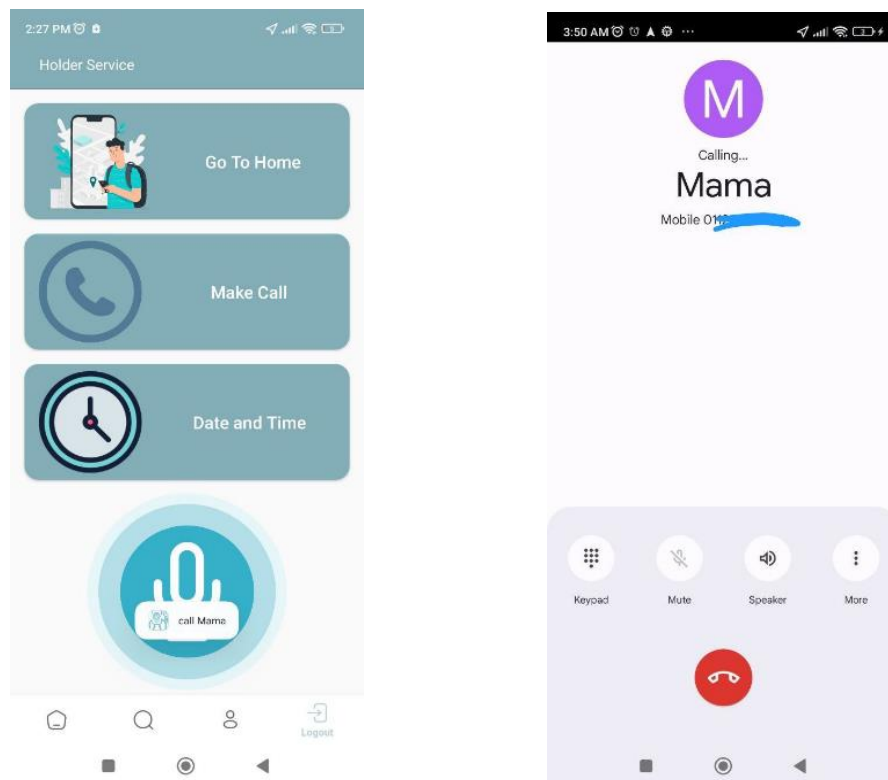 2:27 PM
Holder Service
Go To Home
Make Call
Date and Time
call Mama
Logout
3:50 AM
M
Calling...
Mama
Mobile
Keypad
Mute
Speaker
More